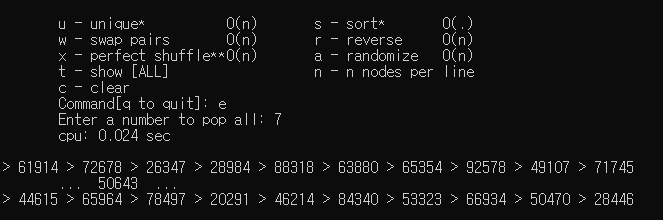 u - unique*      O(n)      s - sort*      O(.)
w - swap pairs      O(n)      r - reverse      O(n)
x - perfect shuffle**O(n)      a - randomize      O(n)
t - show [ALL]      n - n nodes per line
c - clear
Command[q to quit]: e
Enter a number to pop all: 7
cpu: 0.024 sec
> 61914 > 72678 > 26347 > 28984 > 88318 > 63880 > 65354 > 92578 > 49107 > 71745
... 50643 ...
> 44615 > 65964 > 78497 > 20291 > 46214 > 84340 > 53323 > 66934 > 50470 > 28446